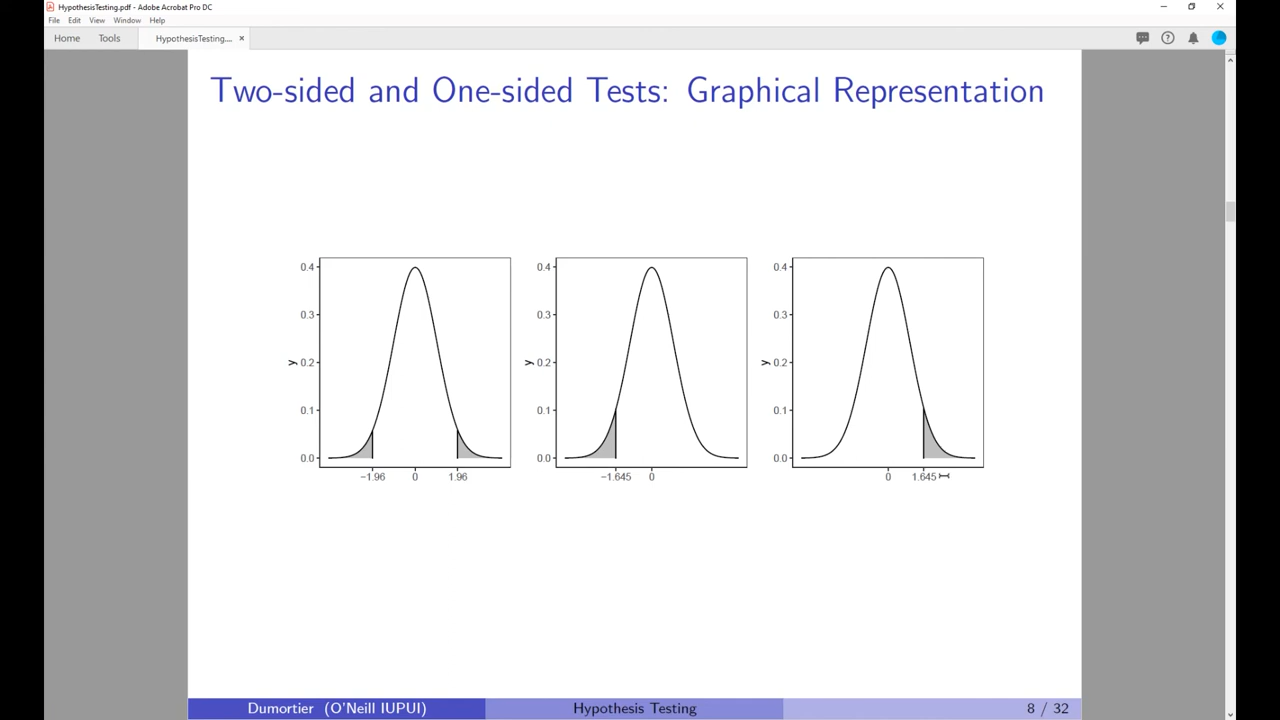 HypothesisTesting.pdf - Adobe Acrobat Pro DC
File Edit View Window Help
Home Tools HypothesisTesting.... ×
Two-sided and One-sided Tests: Graphical Representation
0.4 0.4 0.4
0.3 0.3 0.3
y 0.2 y 0.2 y 0.2
0.1 0.1 0.1
0.0 0.0 0.0
−1.96 0 1.96 −1.645 0 0 1.645
Dumortier (O'Neill IUPUI) Hypothesis Testing 8 / 32